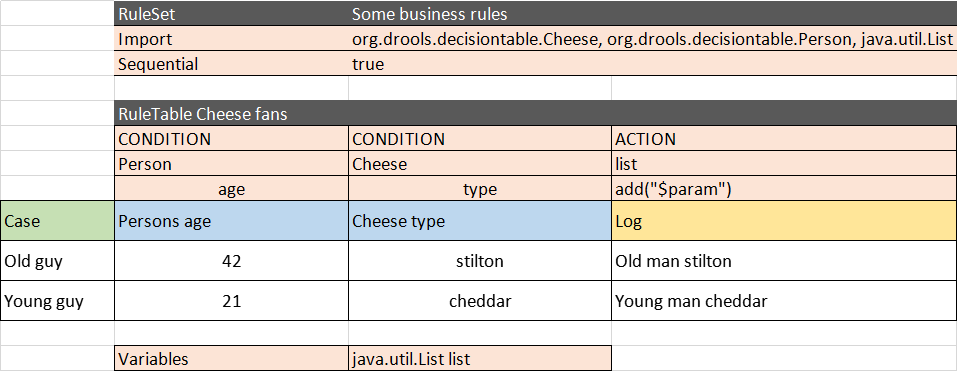 RuleSet Some business rules
Import org.drools.decisiontable.Cheese, org.drools.decisiontable.Person, java.util.List
Sequential true
RuleTable Cheese fans
CONDITION CONDITION ACTION
Person Cheese list
age type add("$param")
Case Persons age Cheese type Log
Old guy 42 stilton Old man stilton
Young guy 21 cheddar Young man cheddar
Variables java.util.List list